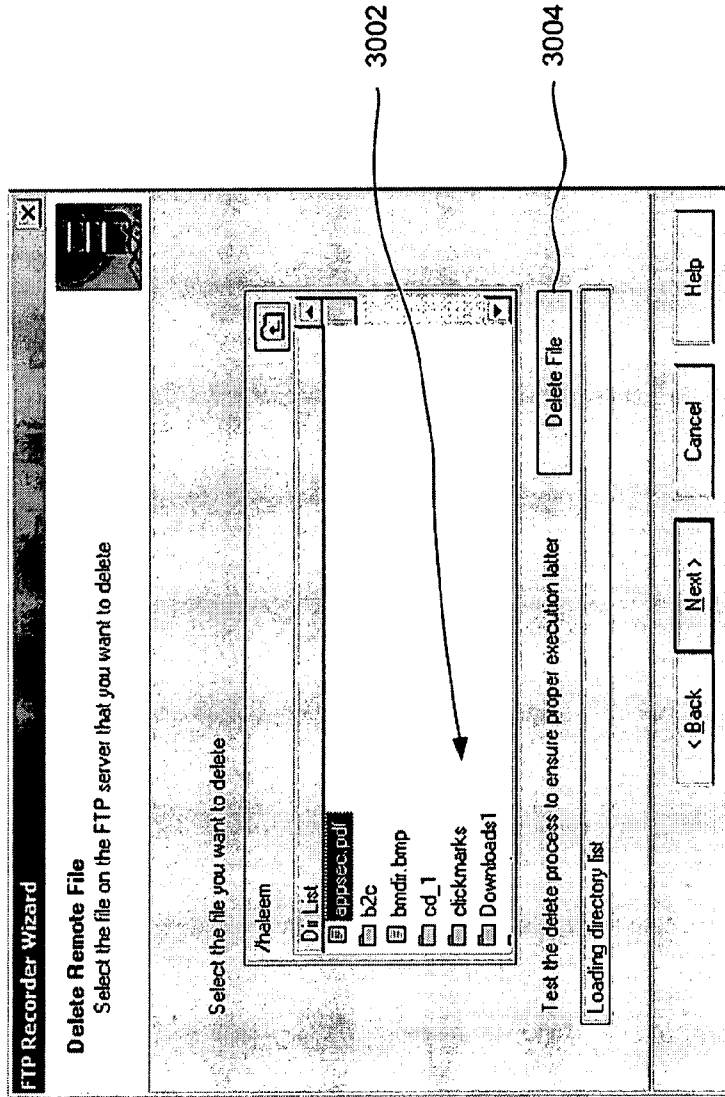 FTP Recorder Wizard
Delete Remote File
Select the file on the FTP server that you want to delete
Select the file you want to delete
/haleem
Dir List
appsec.pdf
b2c
bmdir.bmp
cd_1
clickmarks
Downloads1
3002
Test the delete process to ensure proper execution latter
Delete File
3004
Loading directory list
< Back
Next >
Cancel
Help